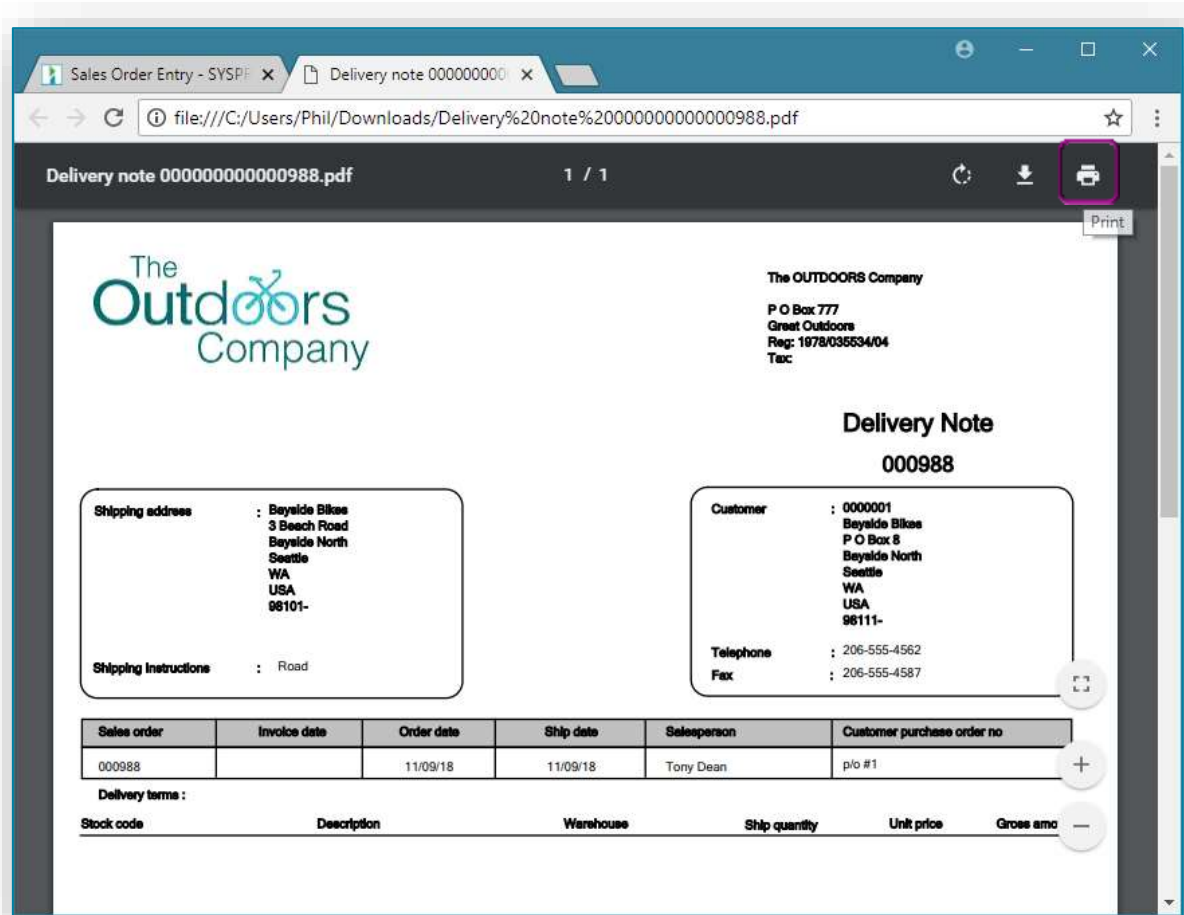 Sales Order Entry - SYSPF
Delivery note 000000000
file:///C:/Users/Phil/Downloads/Delivery%20note%20000000000000988.pdf
Delivery note 000000000000988.pdf
1 / 1
Print
The
Outdoors
Company
The OUTDOORS Company
P O Box 777
Great Outdoors
Reg: 1978/035534/04
Tax:
Delivery Note
000988
Shipping address : Bayside Bikes
3 Beach Road
Bayside North
Seattle
WA
USA
98101-
Shipping Instructions : Road
Customer : 0000001
Bayside Bikes
P O Box 8
Bayside North
Seattle
WA
USA
98111-
Telephone : 206-555-4562
Fax : 206-555-4587
Sales order Invoice date Order date Ship date Salesperson Customer purchase order no
000988 11/09/18 11/09/18 Tony Dean p/o #1
Delivery terms :
Stock code Description Warehouse Ship quantity Unit price Gross amo